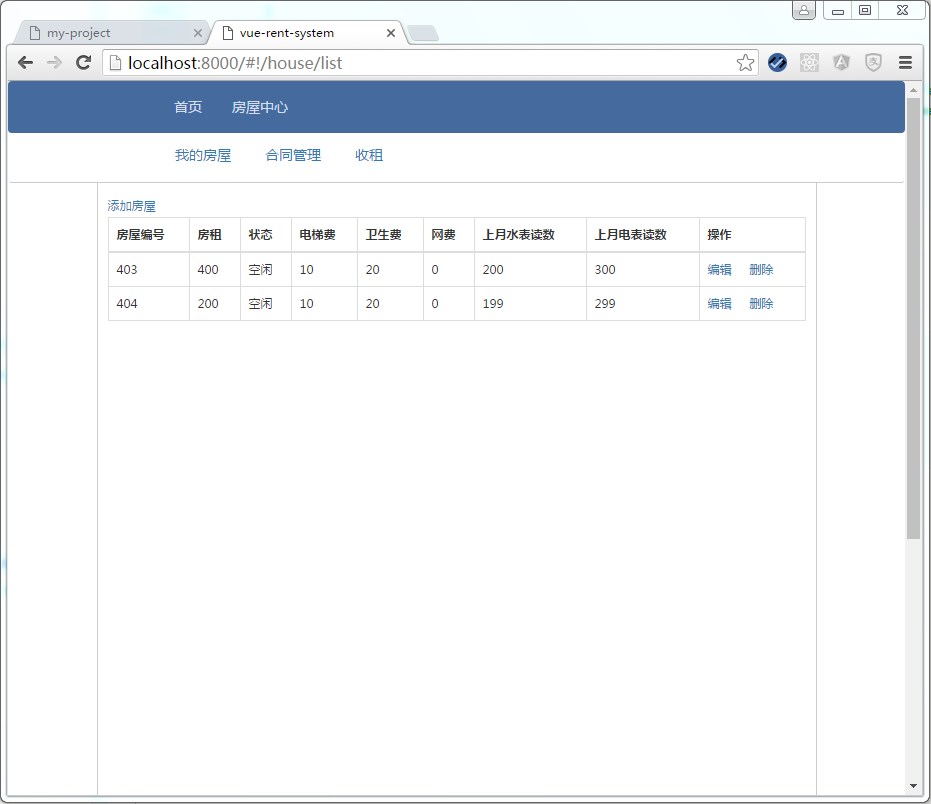 my-project vue-rent-system
localhost:8000/#!/house/list
首页 房屋中心
我的房屋 合同管理 收租
添加房屋
房屋编号 房租 状态 电梯费 卫生费 网费 上月水表读数 上月电表读数 操作
403 400 空闲 10 20 0 200 300 编辑 删除
404 200 空闲 10 20 0 199 299 编辑 删除